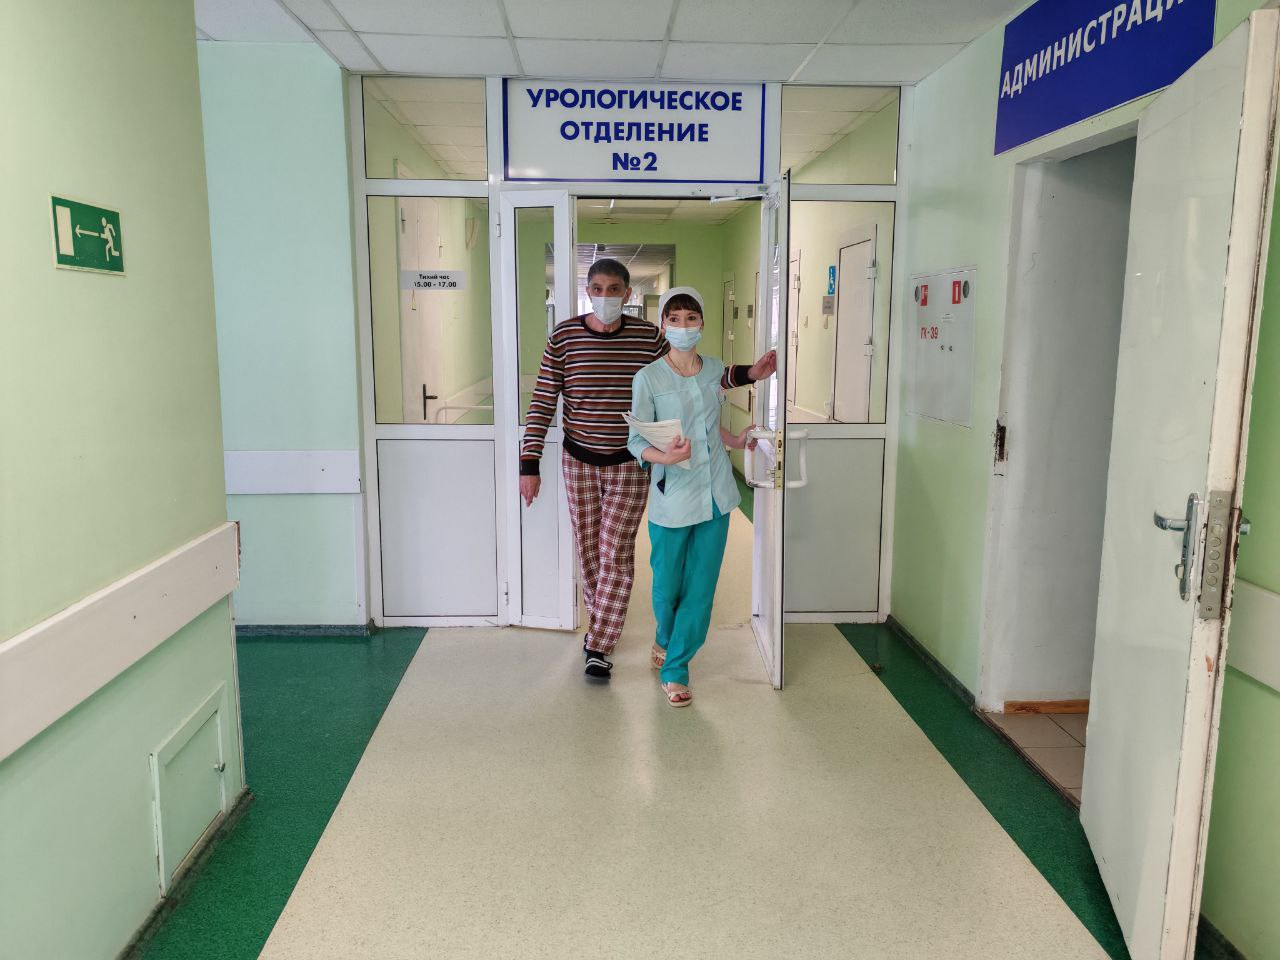 УРОЛОГИЧЕСКОЕ
ОТДЕЛЕНИЕ
№2
АДМИНИСТРАЦИ
Тихий час
15.00 - 17.00
ПК-39